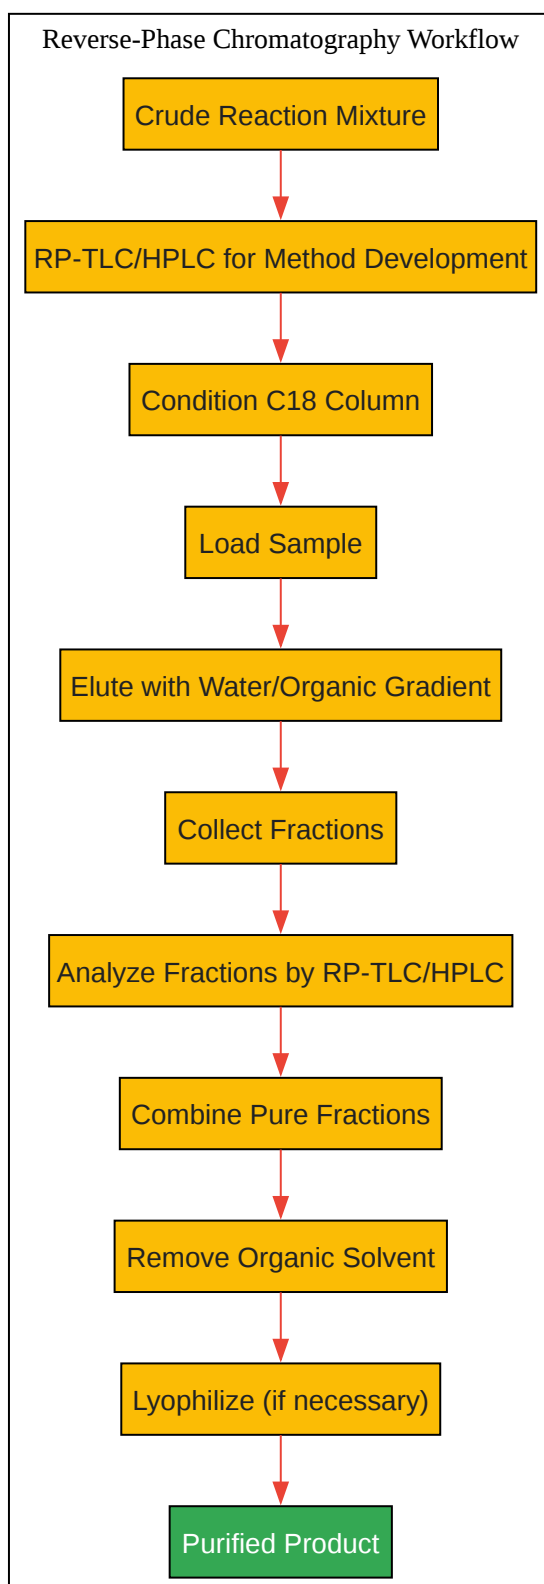 Reverse-Phase Chromatography Workflow
Crude Reaction Mixture
RP-TLC/HPLC for Method Development
Condition C18 Column
Load Sample
Elute with Water/Organic Gradient
Collect Fractions
Analyze Fractions by RP-TLC/HPLC
Combine Pure Fractions
Remove Organic Solvent
Lyophilize (if necessary)
Purified Product